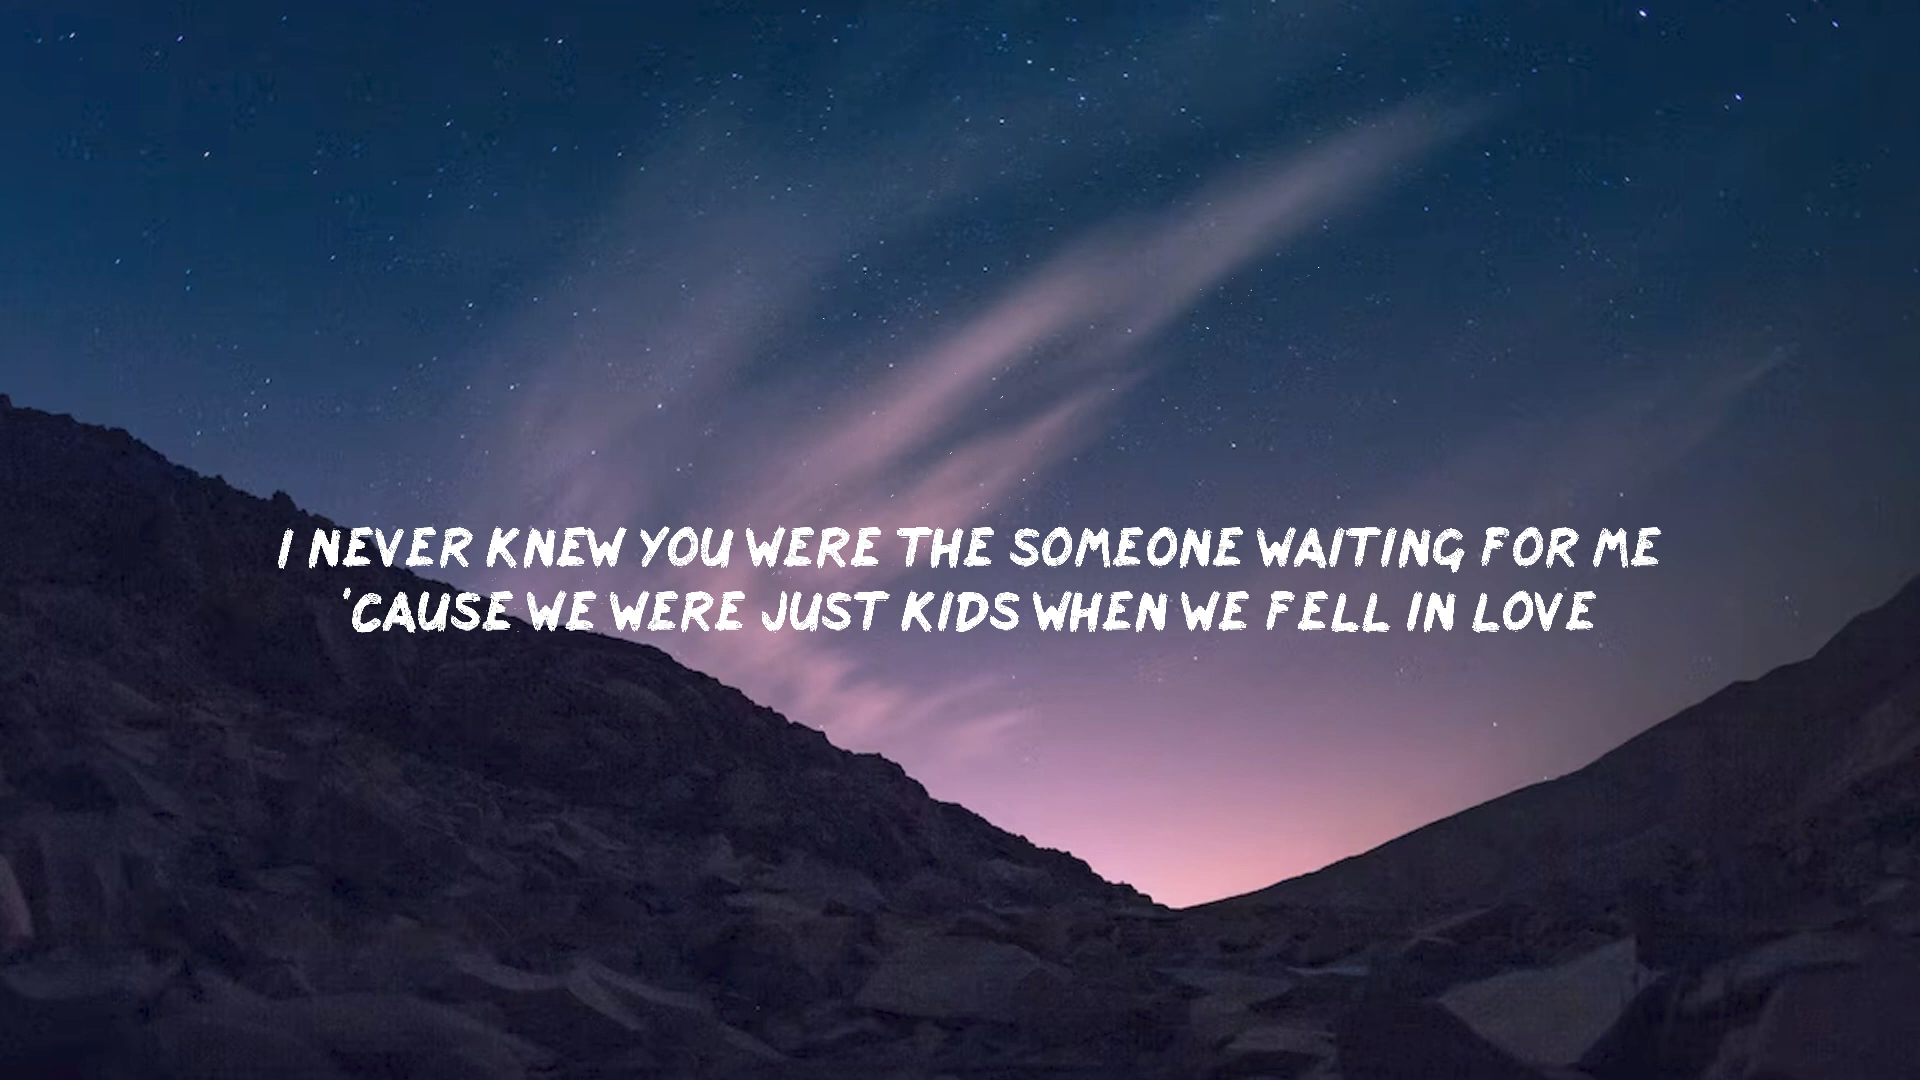 I NEVER KNEW YOU WERE THE SOMEONE WAITING FOR ME
'CAUSE WE WERE JUST KIDS WHEN WE FELL IN LOVE